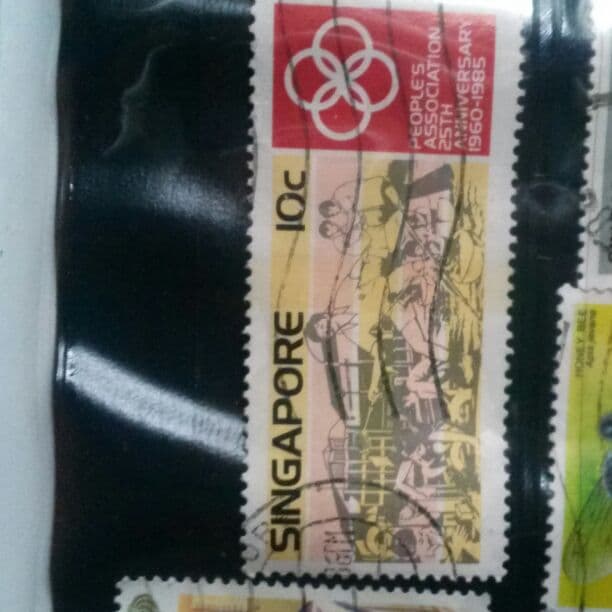 SINGAPORE 10c
PEOPLE'S
ASSOCIATION
25TH
ANNIVERSARY
1960-1985
HONEY BEE